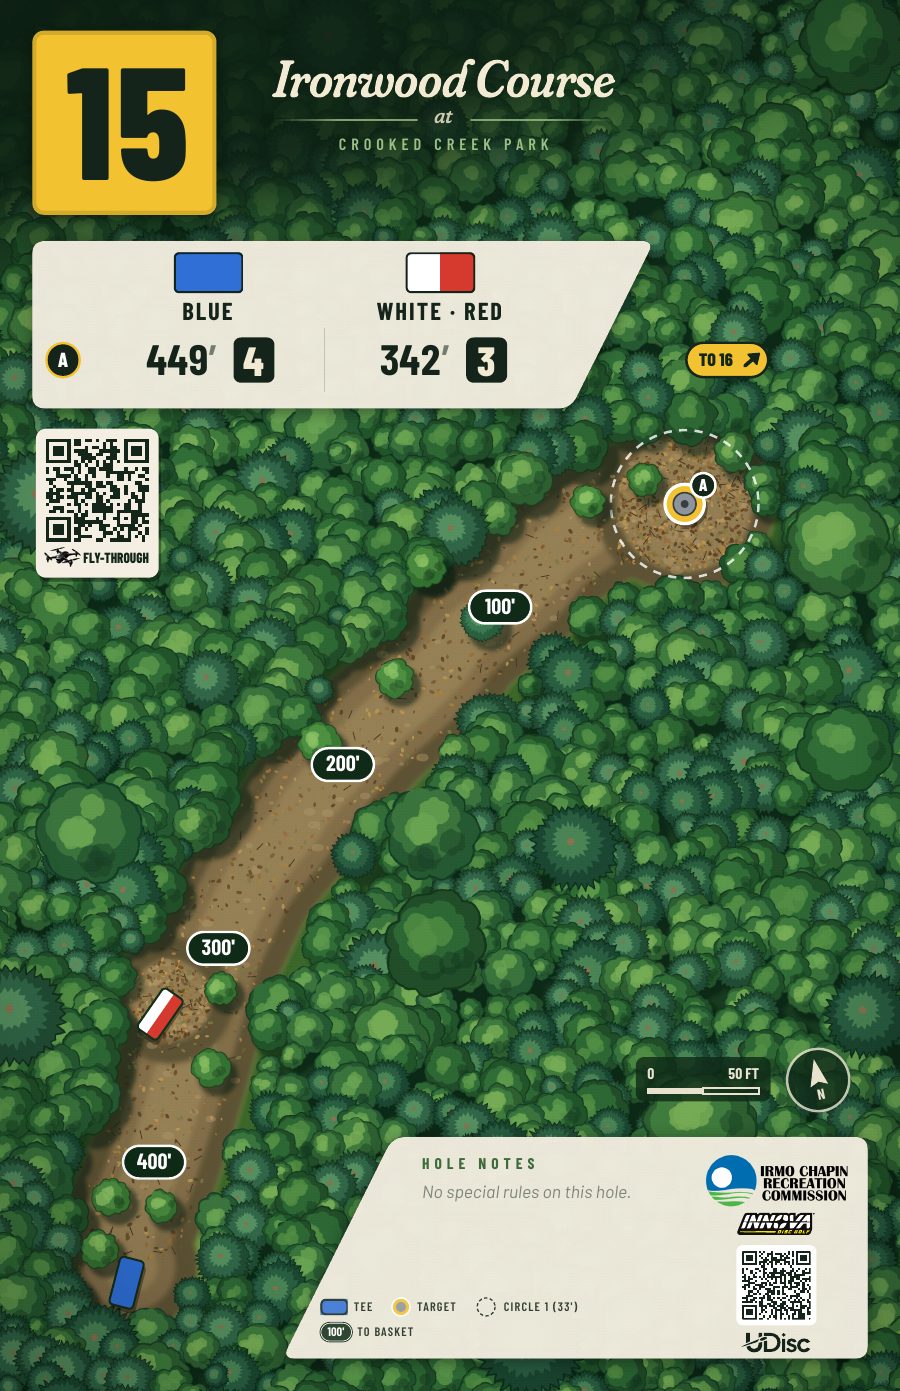 15
Ironwood Course
at
CROOKED CREEK PARK
BLUE
WHITE · RED
A
449' 4
342' 3
TO 16
FLY-THROUGH
A
100'
200'
300'
400'
0 50 FT
N
HOLE NOTES
No special rules on this hole.
IRMO CHAPIN
RECREATION
COMMISSION
INNOVA
DISC GOLF
TEE
TARGET
CIRCLE 1 (33')
100' TO BASKET
UDisc